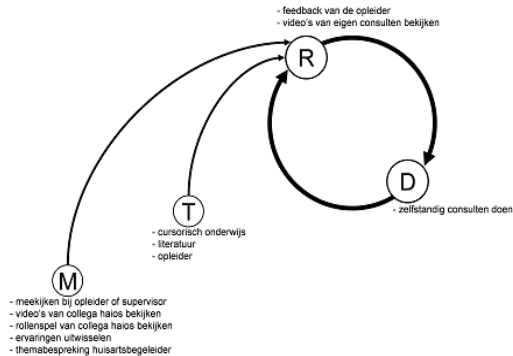 - feedback van de opleider
- video's van eigen consulten bekijken
R
D
- zelfstandig consulten doen
T
- cursorisch onderwijs
- literatuur
- opleider
M
- meekijken bij opleider of supervisor
- video's van collega haios bekijken
- rollenspel van collega haios bekijken
- ervaringen uitwisselen
- themabespreking huisartsbegeleider